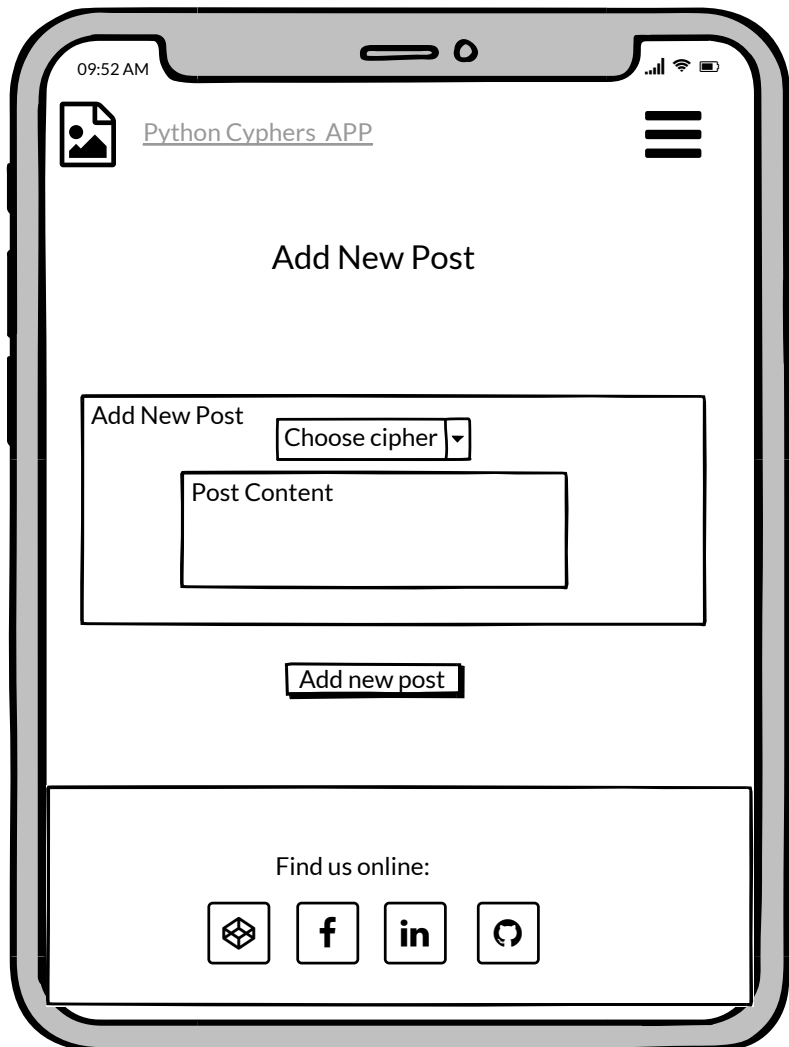 09:52 AM
Python Cyphers APP
Add New Post
Add New Post
Choose cipher
Post Content
Add new post
Find us online: